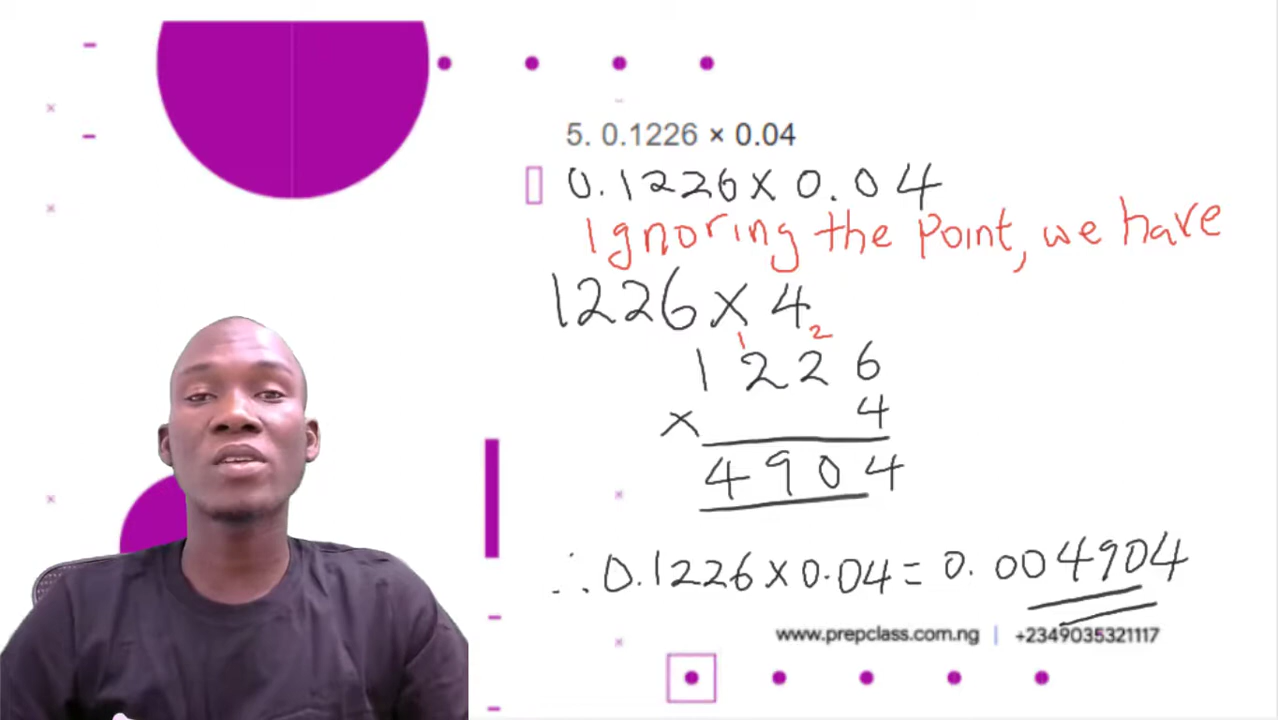 5. 0.1226 × 0.04
0.1226 × 0.04
Ignoring the point, we have
1226 × 4
1 2
1 2 2 6
× 4
4 9 0 4
∴ 0.1226 × 0.04 = 0.004904
www.prepclass.com.ng | +2349035321117